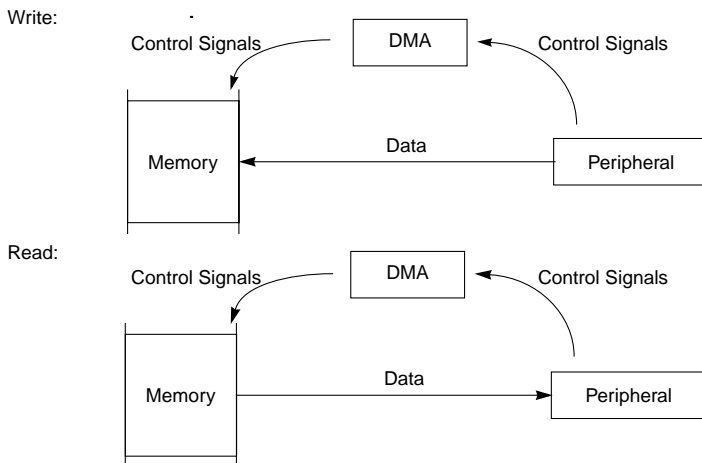 Write:
Control Signals
DMA
Control Signals
Memory
Data
Peripheral
Read:
Control Signals
DMA
Control Signals
Memory
Data
Peripheral